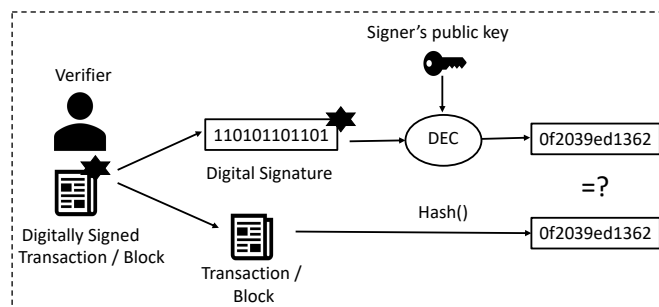 Signer's public key
Verifier
110101101101
DEC
0f2039ed1362
Digital Signature
=?
Hash()
Digitally Signed
Transaction / Block
0f2039ed1362
Transaction /
Block